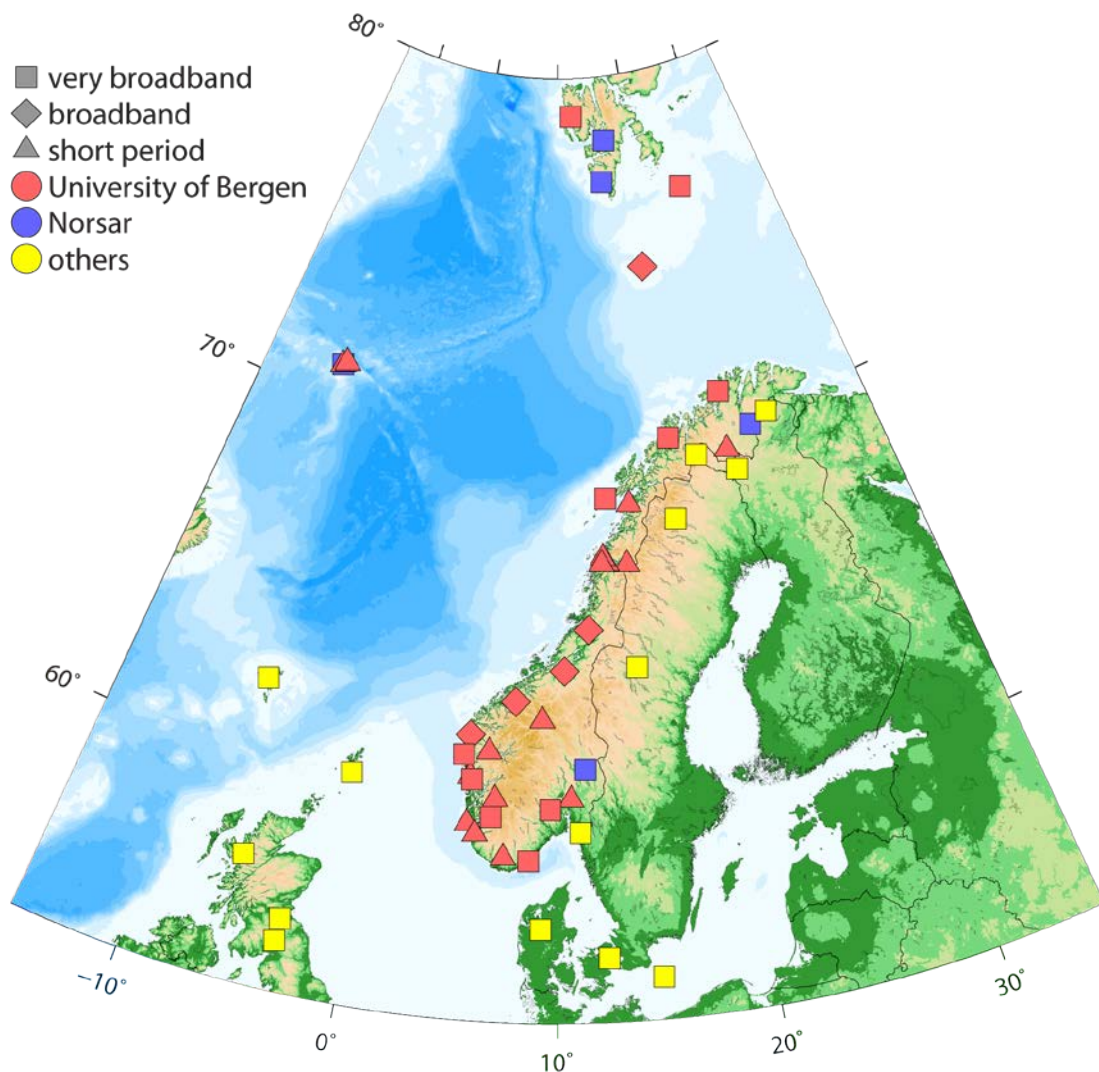 80°
very broadband
broadband
short period
University of Bergen
Norsar
others
70°
60°
−10°
0°
10°
20°
30°